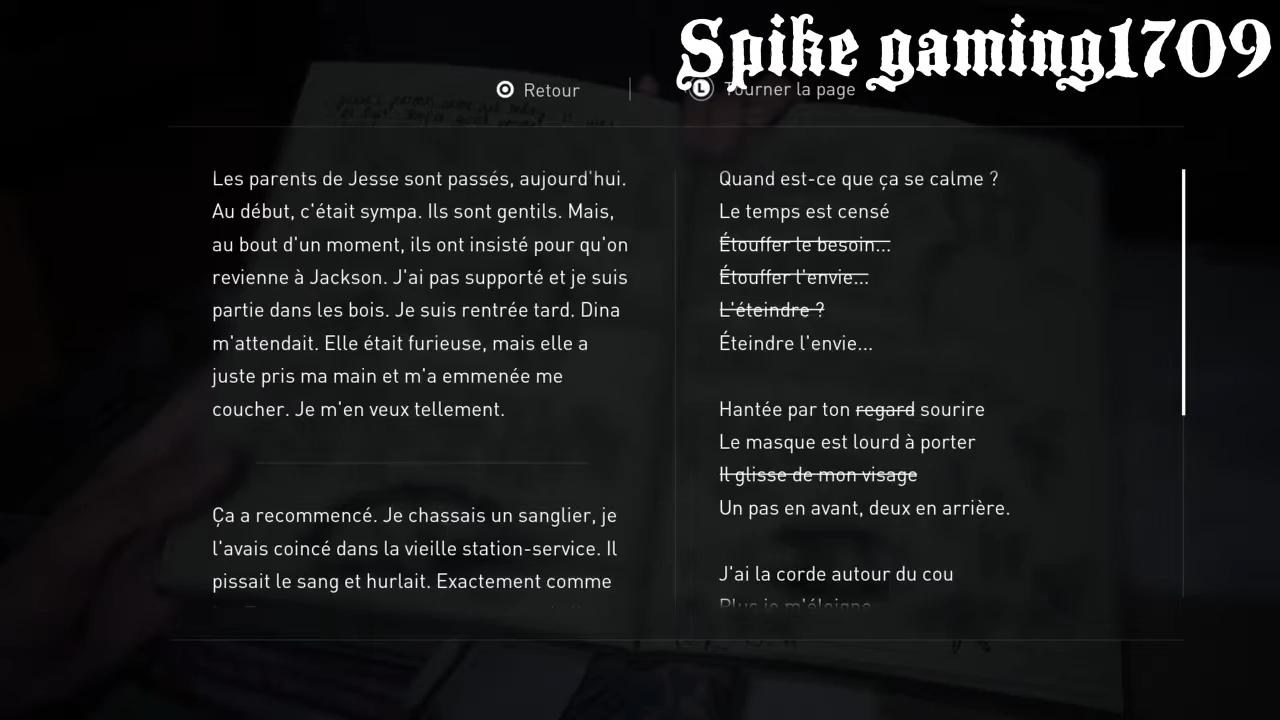 Spike gaming1709
Retour
L Tourner la page
Les parents de Jesse sont passés, aujourd'hui.
Au début, c'était sympa. Ils sont gentils. Mais,
au bout d'un moment, ils ont insisté pour qu'on
revienne à Jackson. J'ai pas supporté et je suis
partie dans les bois. Je suis rentrée tard. Dina
m'attendait. Elle était furieuse, mais elle a
juste pris ma main et m'a emmenée me
coucher. Je m'en veux tellement.
Ça a recommencé. Je chassais un sanglier, je
l'avais coincé dans la vieille station-service. Il
pissait le sang et hurlait. Exactement comme
Quand est-ce que ça se calme ?
Le temps est censé
Étouffer le besoin...
Étouffer l'envie...
L'éteindre ?
Éteindre l'envie...
Hantée par ton regard sourire
Le masque est lourd à porter
Il glisse de mon visage
Un pas en avant, deux en arrière.
J'ai la corde autour du cou
Plus je m'éloigne